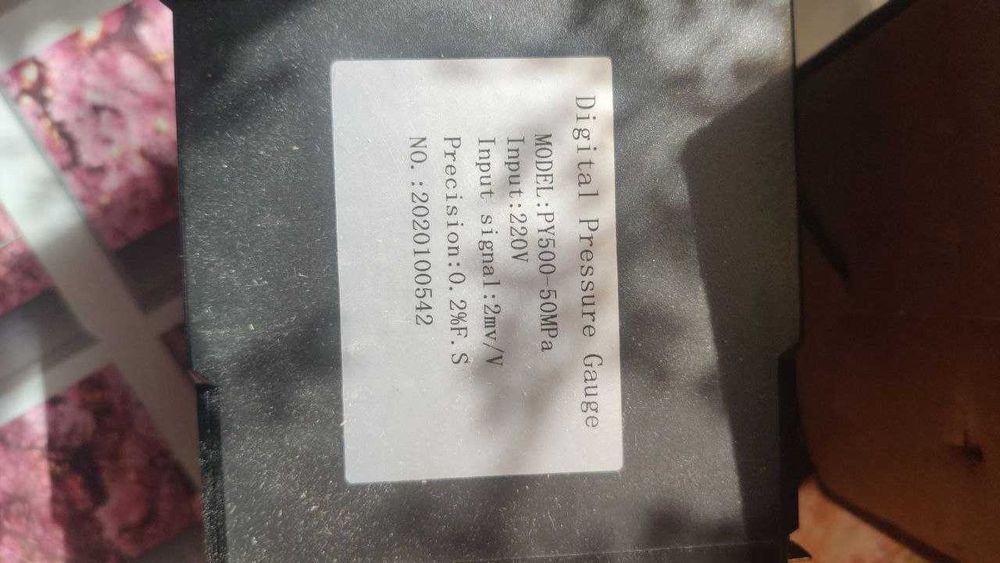 Digital Pressure Gauge
MODEL:PY500-50MPa
Input:220V
Input signal:2mv/V
Precision:0.2%F.S
NO.:2020100542